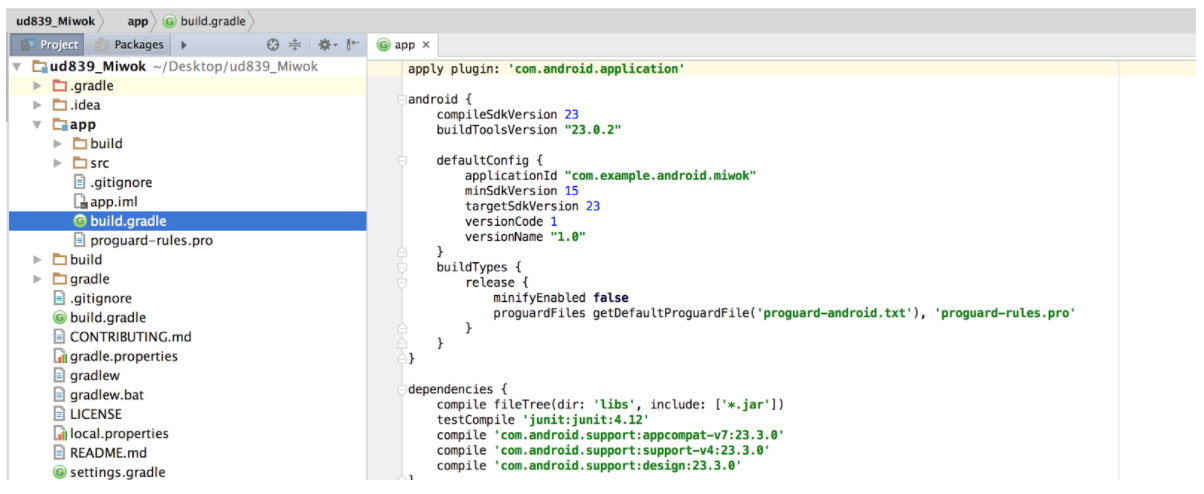 ud839_Miwok app build.gradle
Project Packages
app
ud839_Miwok ~/Desktop/ud839_Miwok
.gradle
.idea
app
build
src
.gitignore
app.iml
build.gradle
proguard-rules.pro
build
gradle
.gitignore
build.gradle
CONTRIBUTING.md
gradle.properties
gradlew
gradlew.bat
LICENSE
local.properties
README.md
settings.gradle
apply plugin: 'com.android.application'
android {
compileSdkVersion 23
buildToolsVersion "23.0.2"
defaultConfig {
applicationId "com.example.android.miwok"
minSdkVersion 15
targetSdkVersion 23
versionCode 1
versionName "1.0"
}
buildTypes {
release {
minifyEnabled false
proguardFiles getDefaultProguardFile('proguard-android.txt'), 'proguard-rules.pro'
}
}
}
dependencies {
compile fileTree(dir: 'libs', include: ['*.jar'])
testCompile 'junit:junit:4.12'
compile 'com.android.support:appcompat-v7:23.3.0'
compile 'com.android.support:support-v4:23.3.0'
compile 'com.android.support:design:23.3.0'
}